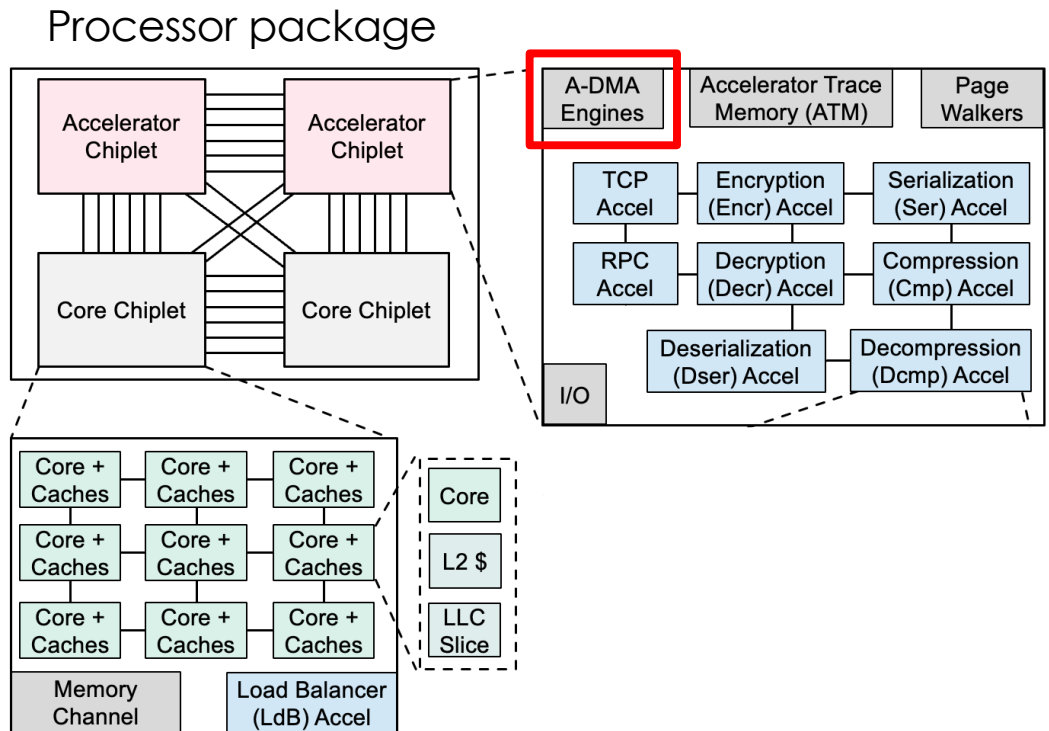 Processor package
Accelerator
Chiplet
Accelerator
Chiplet
Core Chiplet
Core Chiplet
A-DMA
Engines
Accelerator Trace
Memory (ATM)
Page
Walkers
TCP
Accel
Encryption
(Encr) Accel
Serialization
(Ser) Accel
RPC
Accel
Decryption
(Decr) Accel
Compression
(Cmp) Accel
Deserialization
(Dser) Accel
Decompression
(Dcmp) Accel
I/O
Core +
Caches
Core +
Caches
Core +
Caches
Core +
Caches
Core +
Caches
Core +
Caches
Core +
Caches
Core +
Caches
Core +
Caches
Core
L2 $
LLC
Slice
Memory
Channel
Load Balancer
(LdB) Accel